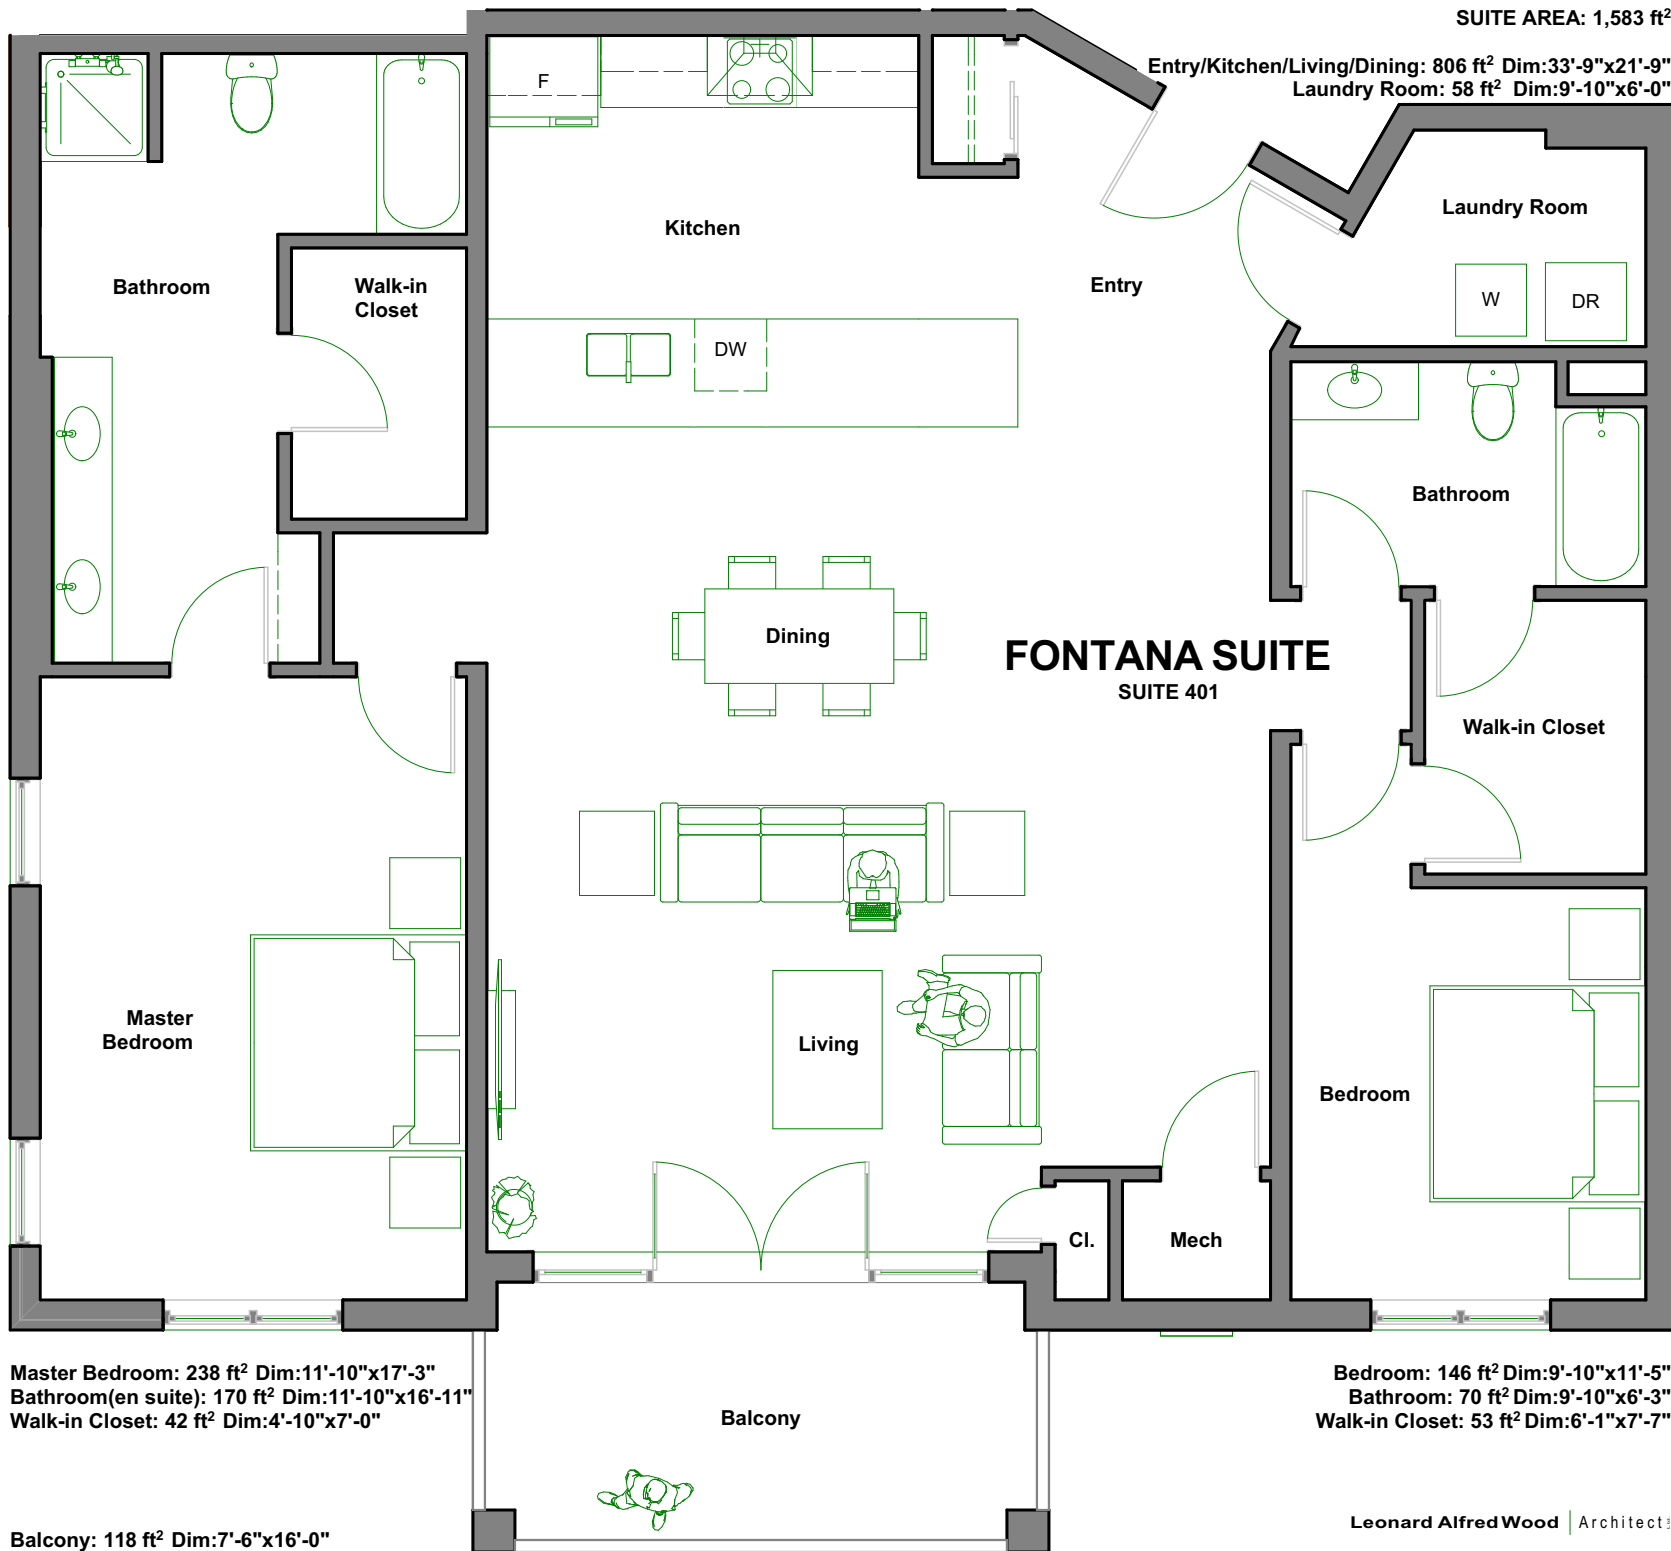 SUITE AREA: 1,583 ft²
Entry/Kitchen/Living/Dining: 806 ft² Dim:33'-9"x21'-9"
Laundry Room: 58 ft² Dim:9'-10"x6'-0"
F
Kitchen
Laundry Room
Bathroom
Walk-in
Closet
Entry
W
DR
DW
Bathroom
Dining
FONTANA SUITE
SUITE 401
Walk-in Closet
Master
Bedroom
Living
Bedroom
Cl.
Mech
Master Bedroom: 238 ft² Dim:11'-10"x17'-3"
Bathroom(en suite): 170 ft² Dim:11'-10"x16'-11"
Walk-in Closet: 42 ft² Dim:4'-10"x7'-0"
Bedroom: 146 ft² Dim:9'-10"x11'-5"
Bathroom: 70 ft² Dim:9'-10"x6'-3"
Walk-in Closet: 53 ft² Dim:6'-1"x7'-7"
Balcony
Balcony: 118 ft² Dim:7'-6"x16'-0"
Leonard Alfred Wood | Architect